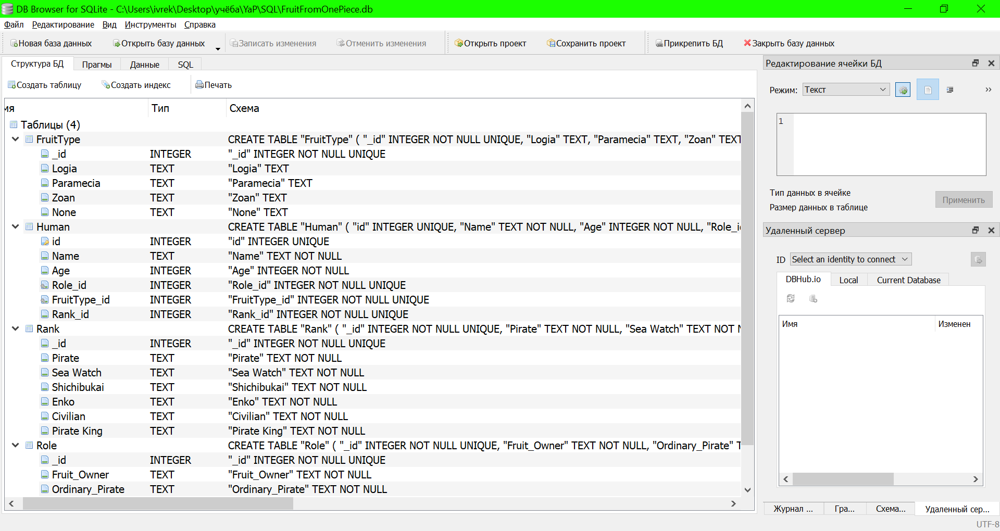 DB Browser for SQLite - C:\Users\ivrek\Desktop\учёба\YaP\SQL\FruitFromOnePiece.db
Файл Редактирование Вид Инструменты Справка
Новая база данных Открыть базу данных Записать изменения Отменить изменения Открыть проект Сохранить проект Прикрепить БД Закрыть базу данных
Структура БД Прагмы Данные SQL
Создать таблицу Создать индекс Печать
мя Тип Схема
Таблицы (4)
FruitType CREATE TABLE "FruitType" ( "_id" INTEGER NOT NULL UNIQUE, "Logia" TEXT, "Paramecia" TEXT, "Zoan" TEXT
_id INTEGER "_id" INTEGER NOT NULL UNIQUE
Logia TEXT "Logia" TEXT
Paramecia TEXT "Paramecia" TEXT
Zoan TEXT "Zoan" TEXT
None TEXT "None" TEXT
Human CREATE TABLE "Human" ( "id" INTEGER UNIQUE, "Name" TEXT NOT NULL, "Age" INTEGER NOT NULL, "Role_i
id INTEGER "id" INTEGER UNIQUE
Name TEXT "Name" TEXT NOT NULL
Age INTEGER "Age" INTEGER NOT NULL
Role_id INTEGER "Role_id" INTEGER NOT NULL UNIQUE
FruitType_id INTEGER "FruitType_id" INTEGER NOT NULL UNIQUE
Rank_id INTEGER "Rank_id" INTEGER NOT NULL UNIQUE
Rank CREATE TABLE "Rank" ( "_id" INTEGER NOT NULL UNIQUE, "Pirate" TEXT NOT NULL, "Sea Watch" TEXT NOT N
_id INTEGER "_id" INTEGER NOT NULL UNIQUE
Pirate TEXT "Pirate" TEXT NOT NULL
Sea Watch TEXT "Sea Watch" TEXT NOT NULL
Shichibukai TEXT "Shichibukai" TEXT NOT NULL
Enko TEXT "Enko" TEXT NOT NULL
Civilian TEXT "Civilian" TEXT NOT NULL
Pirate King TEXT "Pirate King" TEXT NOT NULL
Role CREATE TABLE "Role" ( "_id" INTEGER NOT NULL UNIQUE, "Fruit_Owner" TEXT NOT NULL, "Ordinary_Pirate" T
_id INTEGER "_id" INTEGER NOT NULL UNIQUE
Fruit_Owner TEXT "Fruit_Owner" TEXT NOT NULL
Ordinary_Pirate TEXT "Ordinary_Pirate" TEXT NOT NULL
Редактирование ячейки БД
Режим: Текст
1
Тип данных в ячейке
Размер данных в таблице
Применить
Удаленный сервер
ID Select an identity to connect
DBHub.io Local Current Database
Имя Изменен
Журнал ... Гра... Схема... Удаленный сер...
UTF-8